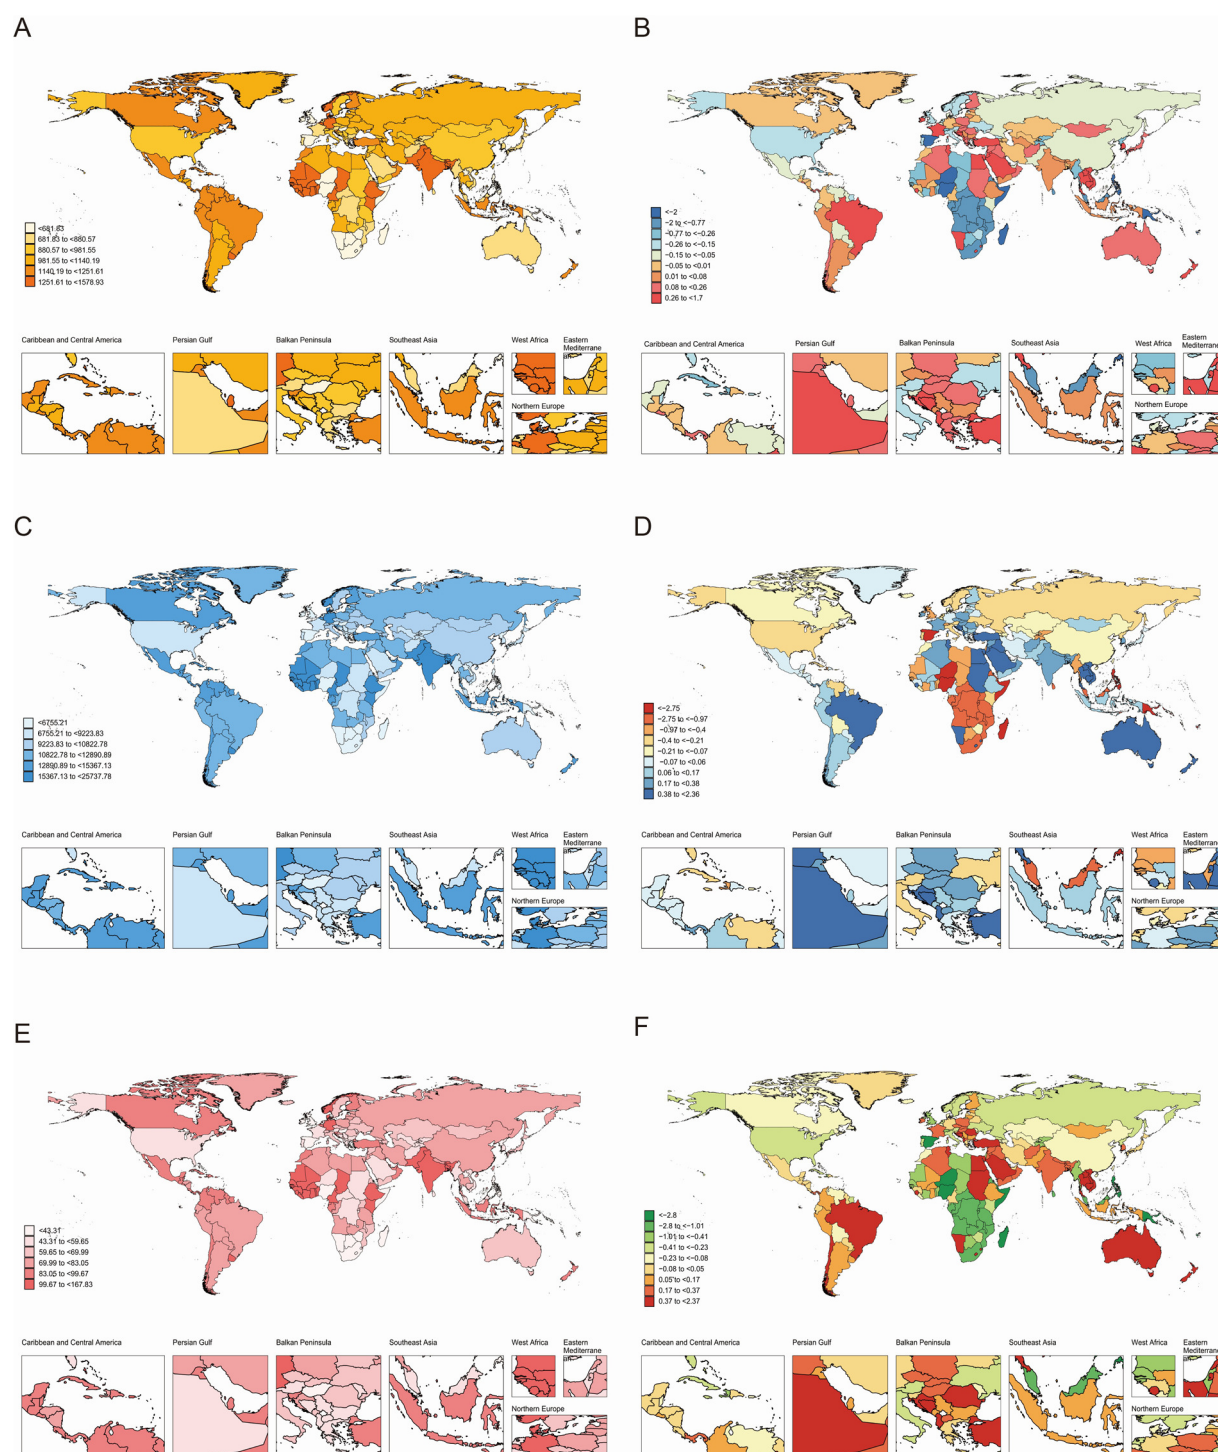 A
<681.83
681.83 to <880.57
880.57 to <981.55
981.55 to <1140.19
1140.19 to <1251.61
1251.61 to <1578.93
Caribbean and Central America
Persian Gulf
Balkan Peninsula
Southeast Asia
West Africa
Eastern
Mediterrane
an
Northern Europe
B
<−2
−2 to <−0.77
−0.77 to <−0.26
−0.26 to <−0.15
−0.15 to <−0.05
−0.05 to <0.01
0.01 to <0.08
0.08 to <0.26
0.26 to <1.7
Caribbean and Central America
Persian Gulf
Balkan Peninsula
Southeast Asia
West Africa
Eastern
Mediterrane
an
Northern Europe
C
<6755.21
6755.21 to <9223.83
9223.83 to <10822.78
10822.78 to <12890.89
12890.89 to <15367.13
15367.13 to <25737.78
Caribbean and Central America
Persian Gulf
Balkan Peninsula
Southeast Asia
West Africa
Eastern
Mediterrane
an
Northern Europe
D
<−2.75
−2.75 to <−0.97
−0.97 to <−0.4
−0.4 to <−0.21
−0.21 to <−0.07
−0.07 to <0.06
0.06 to <0.17
0.17 to <0.38
0.38 to <2.36
Caribbean and Central America
Persian Gulf
Balkan Peninsula
Southeast Asia
West Africa
Eastern
Mediterrane
an
Northern Europe
E
<43.31
43.31 to <59.65
59.65 to <69.99
69.99 to <83.05
83.05 to <99.67
99.67 to <167.83
Caribbean and Central America
Persian Gulf
Balkan Peninsula
Southeast Asia
West Africa
Eastern
Mediterrane
an
Northern Europe
F
<−2.8
−2.8 to <−1.01
−1.01 to <−0.41
−0.41 to <−0.23
−0.23 to <−0.08
−0.08 to <0.05
0.05 to <0.17
0.17 to <0.37
0.37 to <2.37
Caribbean and Central America
Persian Gulf
Balkan Peninsula
Southeast Asia
West Africa
Eastern
Mediterrane
an
Northern Europe